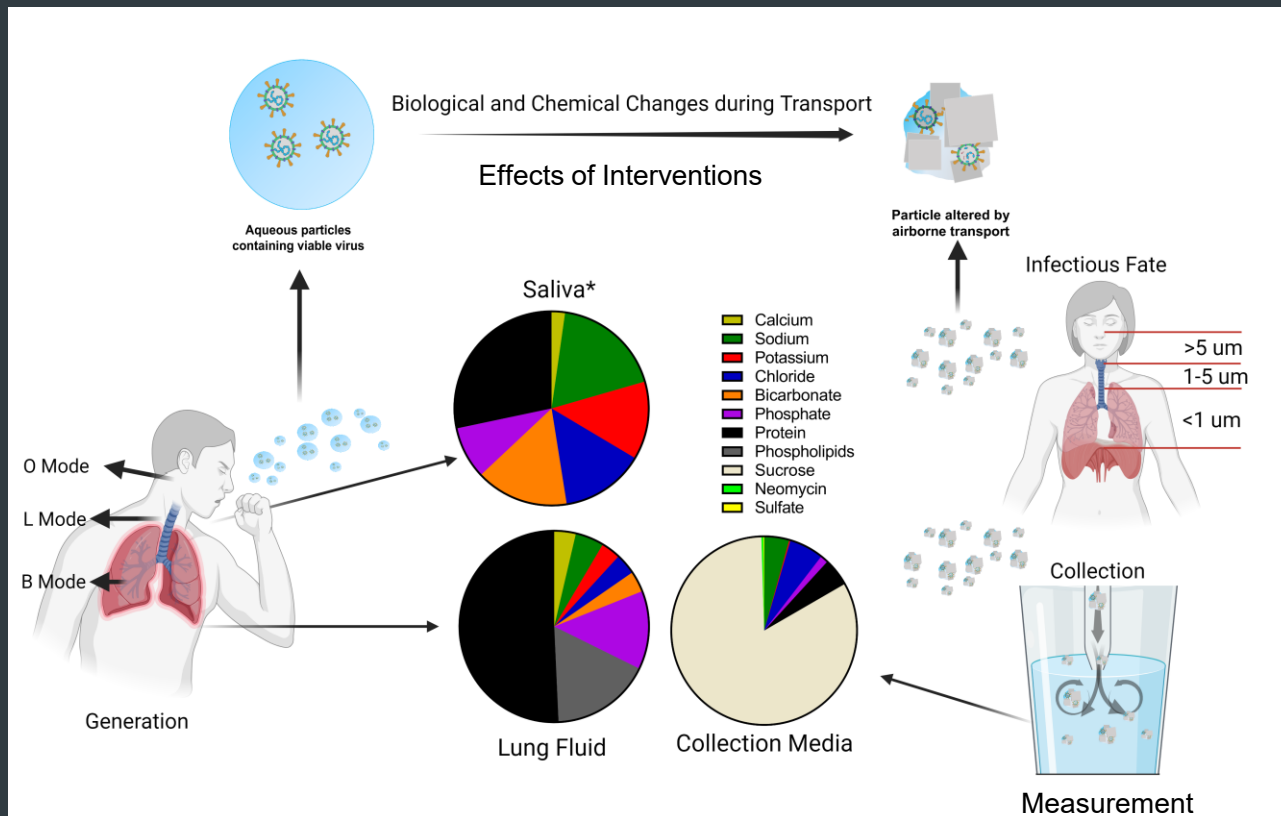 Biological and Chemical Changes during Transport
Effects of Interventions
Aqueous particles
containing viable virus
Particle altered by
airborne transport
Infectious Fate
>5 um
1-5 um
<1 um
Saliva*
Calcium
Sodium
Potassium
Chloride
Bicarbonate
Phosphate
Protein
Phospholipids
Sucrose
Neomycin
Sulfate
O Mode
L Mode
B Mode
Generation
Lung Fluid
Collection Media
Collection
Measurement